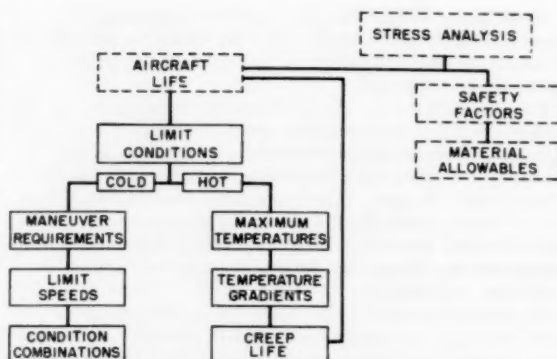 STRESS ANALYSIS
AIRCRAFT
LIFE
SAFETY
FACTORS
LIMIT
CONDITIONS
MATERIAL
ALLOWABLES
COLD
HOT
MANEUVER
REQUIREMENTS
MAXIMUM
TEMPERATURES
LIMIT
SPEEDS
TEMPERATURE
GRADIENTS
CONDITION
COMBINATIONS
CREEP
LIFE